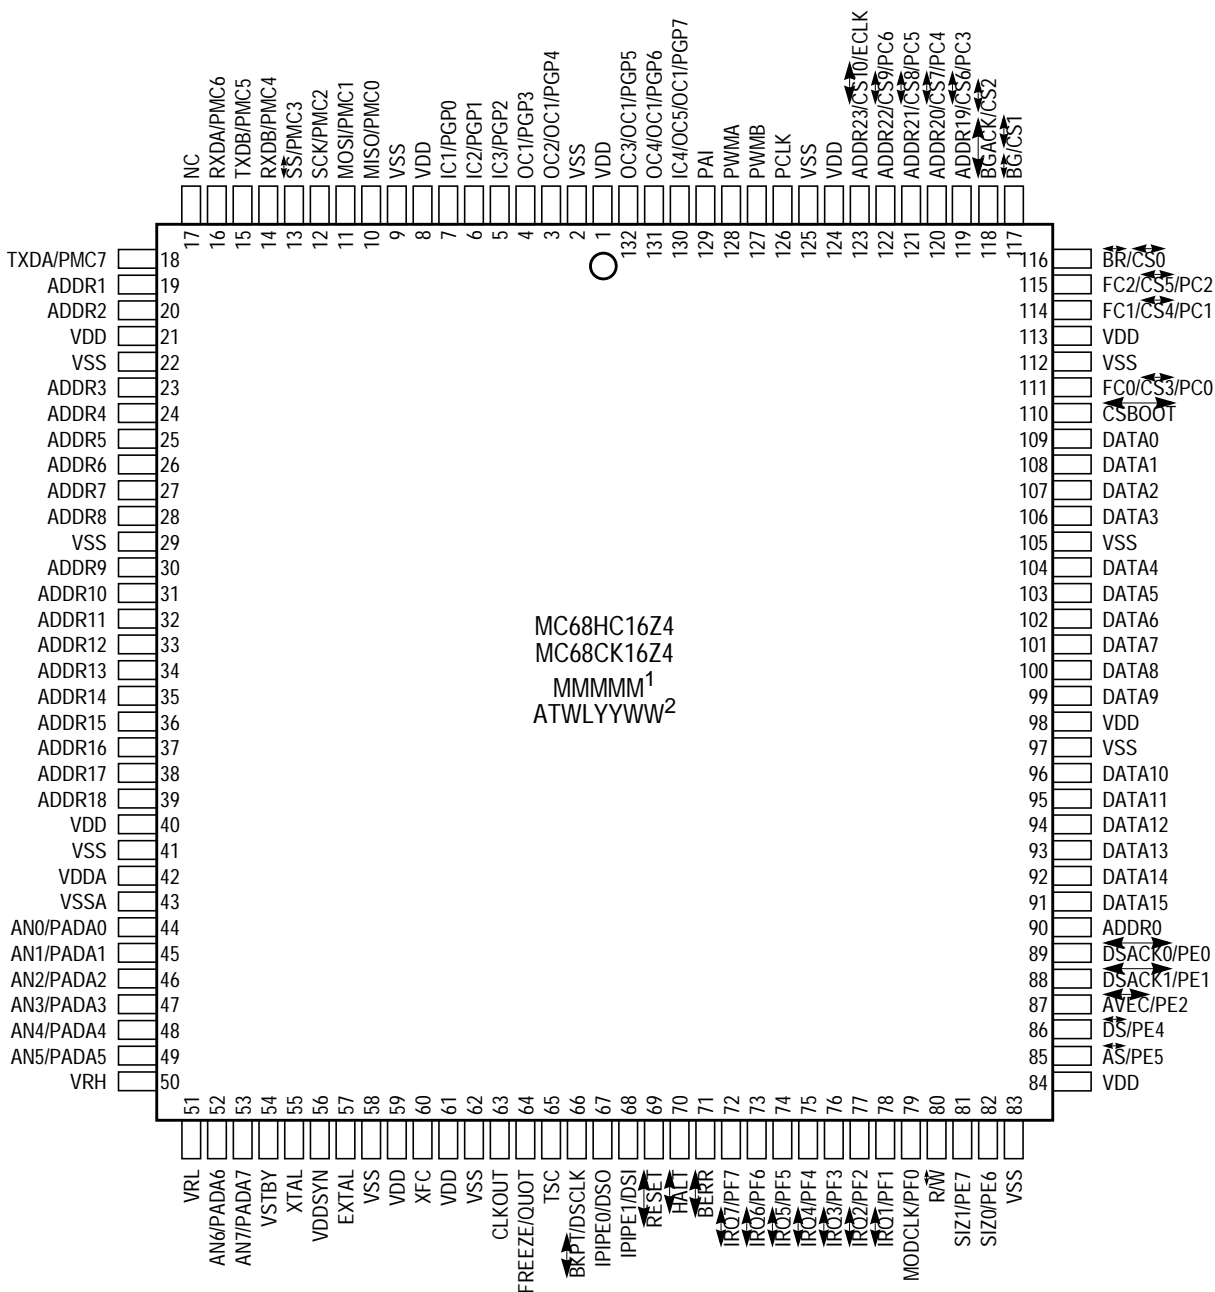 NC
RXDA/PMC6
TXDB/PMC5
RXDB/PMC4
SS/PMC3
SCK/PMC2
MOSI/PMC1
MISO/PMC0
VSS
VDD
IC1/PGP0
IC2/PGP1
IC3/PGP2
OC1/PGP3
OC2/OC1/PGP4
VSS
VDD
OC3/OC1/PGP5
OC4/OC1/PGP6
IC4/OC5/OC1/PGP7
PAI
PWMA
PWMB
PCLK
VSS
VDD
ADDR23/CS10/ECLK
ADDR22/CS9/PC6
ADDR21/CS8/PC5
ADDR20/CS7/PC4
ADDR19/CS6/PC3
BGACK/CS2
BG/CS1
17
16
15
14
13
12
11
10
9
8
7
6
5
4
3
2
1
132
131
130
129
128
127
126
125
124
123
122
121
120
119
118
117
TXDA/PMC7 18
ADDR1 19
ADDR2 20
VDD 21
VSS 22
ADDR3 23
ADDR4 24
ADDR5 25
ADDR6 26
ADDR7 27
ADDR8 28
VSS 29
ADDR9 30
ADDR10 31
ADDR11 32
ADDR12 33
ADDR13 34
ADDR14 35
ADDR15 36
ADDR16 37
ADDR17 38
ADDR18 39
VDD 40
VSS 41
VDDA 42
VSSA 43
AN0/PADA0 44
AN1/PADA1 45
AN2/PADA2 46
AN3/PADA3 47
AN4/PADA4 48
AN5/PADA5 49
VRH 50
MC68HC16Z4
MC68CK16Z4
MMMMM1
ATWLYYWW2
116 BR/CS0
115 FC2/CS5/PC2
114 FC1/CS4/PC1
113 VDD
112 VSS
111 FC0/CS3/PC0
110 CSBOOT
109 DATA0
108 DATA1
107 DATA2
106 DATA3
105 VSS
104 DATA4
103 DATA5
102 DATA6
101 DATA7
100 DATA8
99 DATA9
98 VDD
97 VSS
96 DATA10
95 DATA11
94 DATA12
93 DATA13
92 DATA14
91 DATA15
90 ADDR0
89 DSACK0/PE0
88 DSACK1/PE1
87 AVEC/PE2
86 DS/PE4
85 AS/PE5
84 VDD
51
52
53
54
55
56
57
58
59
60
61
62
63
64
65
66
67
68
69
70
71
72
73
74
75
76
77
78
79
80
81
82
83
VRL
AN6/PADA6
AN7/PADA7
VSTBY
XTAL
VDDSYN
EXTAL
VSS
VDD
XFC
VDD
VSS
CLKOUT
FREEZE/QUOT
TSC
BKPT/DSCLK
IPIPE0/DSO
IPIPE1/DSI
RESET
HALT
BERR
IRQ7/PF7
IRQ6/PF6
IRQ5/PF5
IRQ4/PF4
IRQ3/PF3
IRQ2/PF2
IRQ1/PF1
MODCLK/PF0
R/W
SIZ1/PE7
SIZ0/PE6
VSS